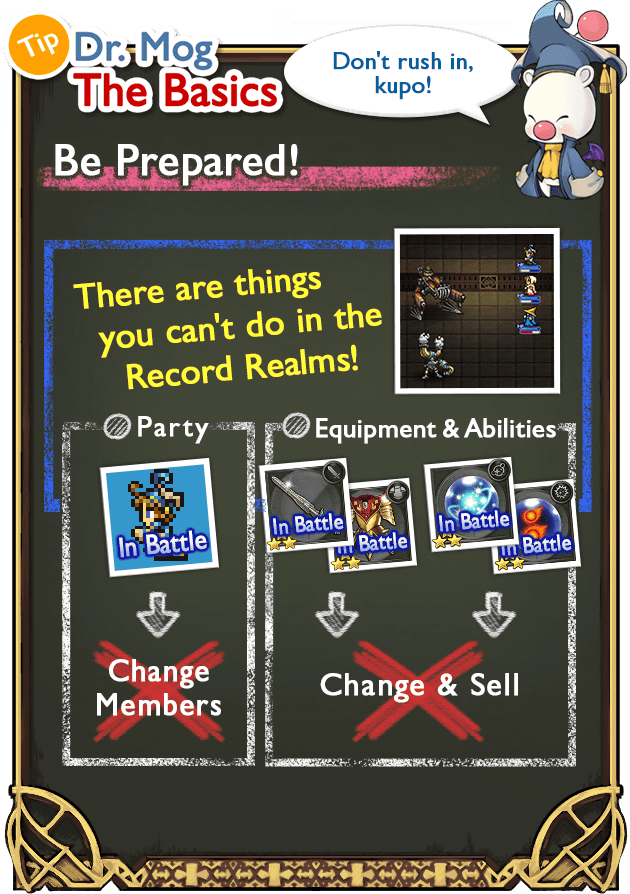 Tip
Dr. Mog
The Basics
Don't rush in,
kupo!
Be Prepared!
There are things
you can't do in the
Record Realms!
Party
Equipment & Abilities
In Battle
In Battle
In Battle
In Battle
In Battle
Change
Members
Change & Sell